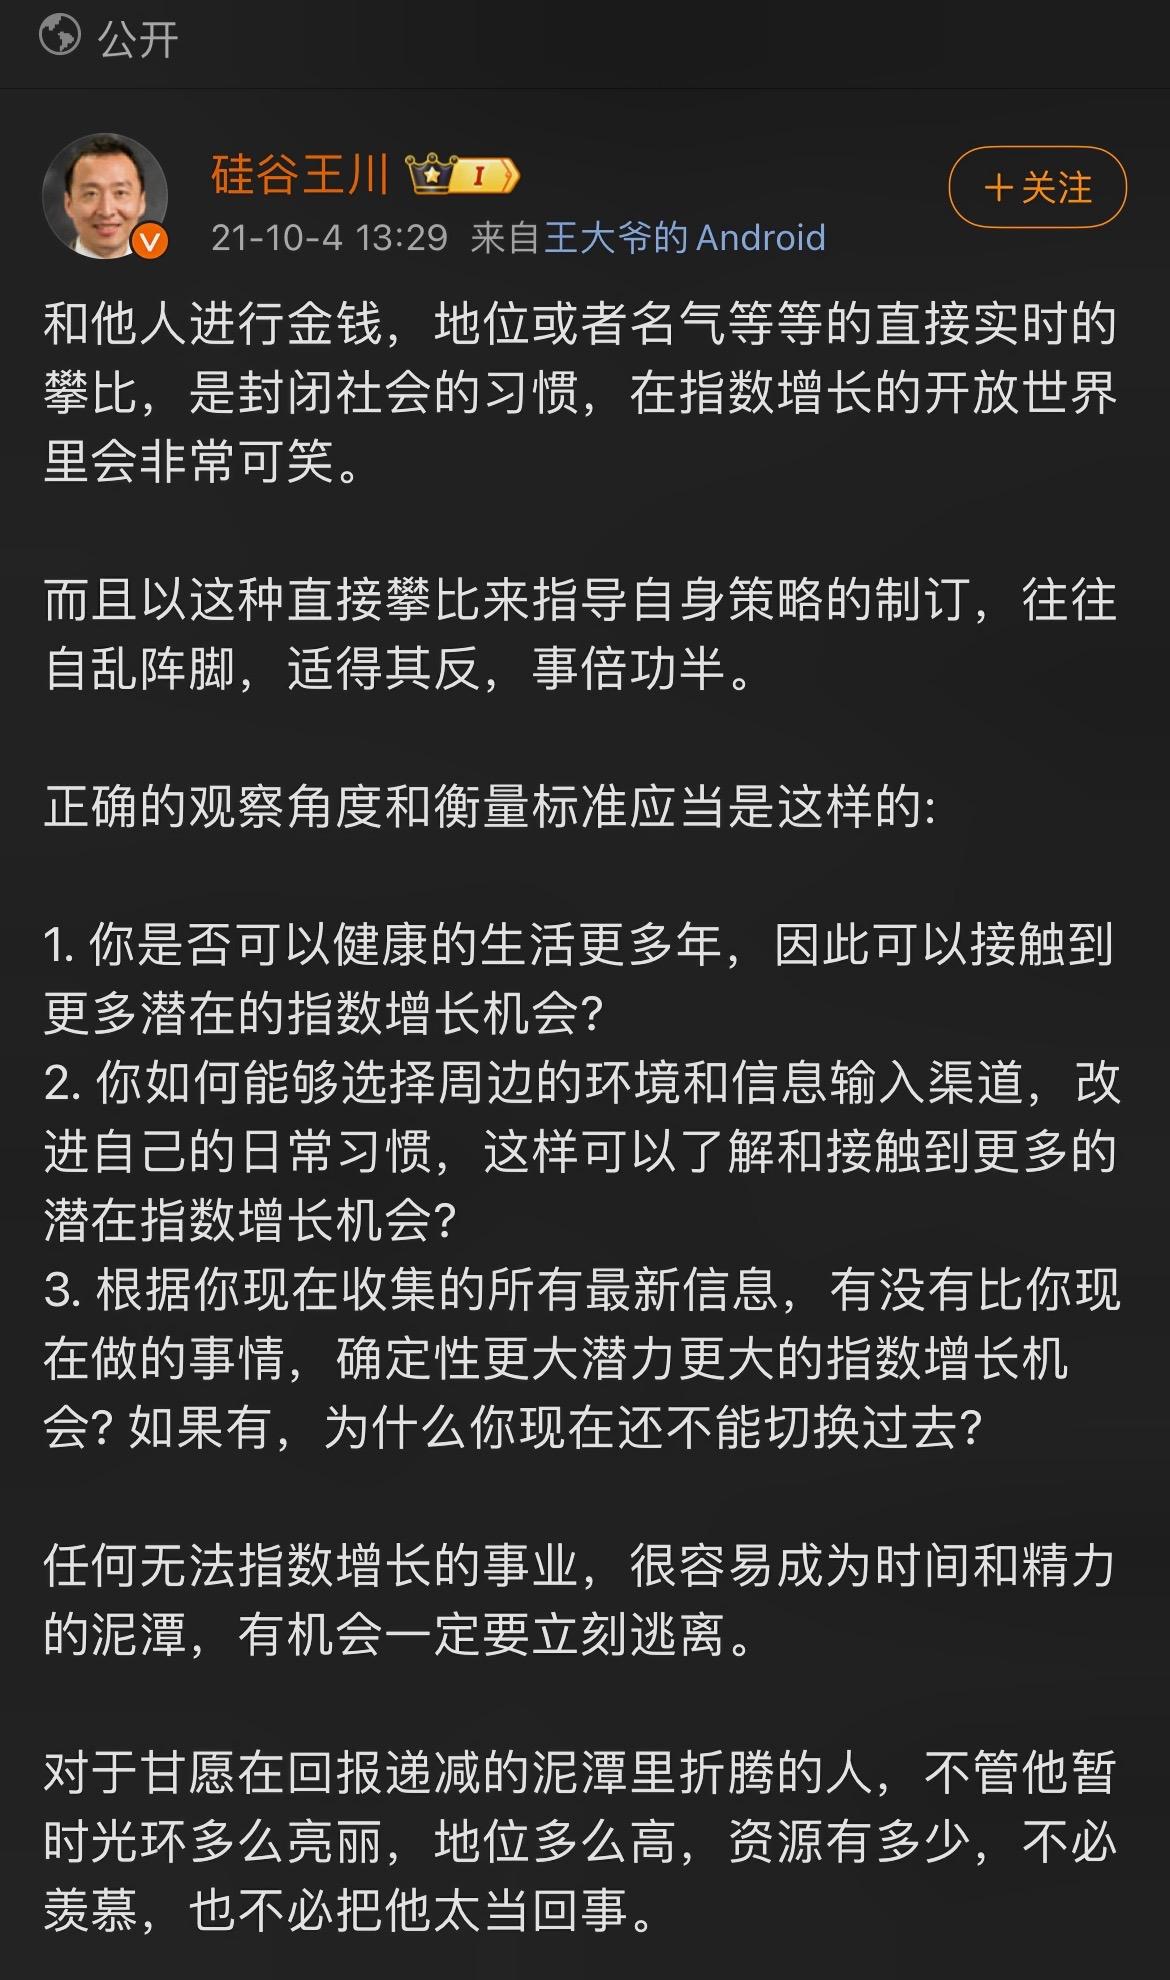 公开
硅谷王川 I
＋关注
21-10-4 13:29 来自王大爷的Android
和他人进行金钱，地位或者名气等等的直接实时的
攀比，是封闭社会的习惯，在指数增长的开放世界
里会非常可笑。
而且以这种直接攀比来指导自身策略的制订，往往
自乱阵脚，适得其反，事倍功半。
正确的观察角度和衡量标准应当是这样的:
1. 你是否可以健康的生活更多年，因此可以接触到
更多潜在的指数增长机会?
2. 你如何能够选择周边的环境和信息输入渠道，改
进自己的日常习惯，这样可以了解和接触到更多的
潜在指数增长机会?
3. 根据你现在收集的所有最新信息，有没有比你现
在做的事情，确定性更大潜力更大的指数增长机
会? 如果有，为什么你现在还不能切换过去?
任何无法指数增长的事业，很容易成为时间和精力
的泥潭，有机会一定要立刻逃离。
对于甘愿在回报递减的泥潭里折腾的人，不管他暂
时光环多么亮丽，地位多么高，资源有多少，不必
羡慕，也不必把他太当回事。